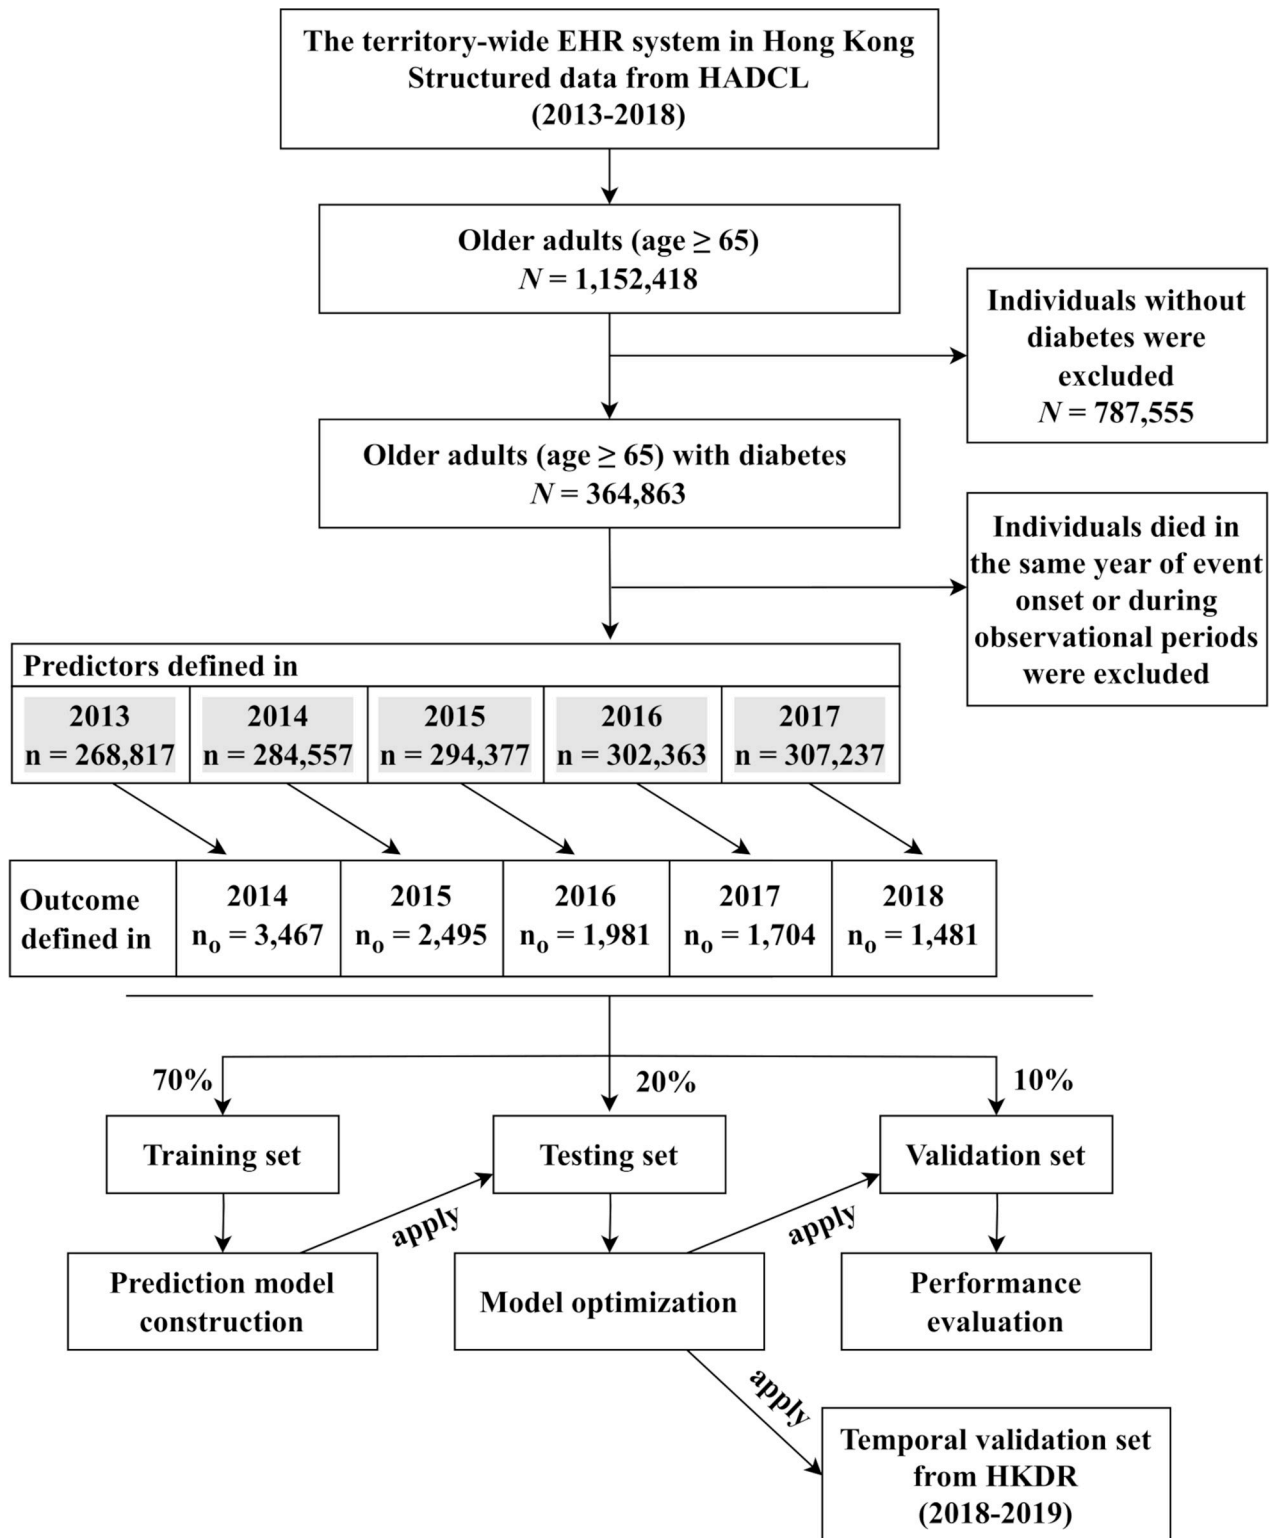 The territory-wide EHR system in Hong Kong
Structured data from HADCL
(2013-2018)
Older adults (age ≥ 65)
N = 1,152,418
Individuals without
diabetes were
excluded
N = 787,555
Older adults (age ≥ 65) with diabetes
N = 364,863
Individuals died in
the same year of event
onset or during
observational periods
were excluded
Predictors defined in
2013
n = 268,817
2014
n = 284,557
2015
n = 294,377
2016
n = 302,363
2017
n = 307,237
Outcome
defined in
2014
nₒ = 3,467
2015
nₒ = 2,495
2016
nₒ = 1,981
2017
nₒ = 1,704
2018
nₒ = 1,481
70%
20%
10%
Training set
Testing set
Validation set
apply
apply
Prediction model
construction
Model optimization
Performance
evaluation
apply
Temporal validation set
from HKDR
(2018-2019)